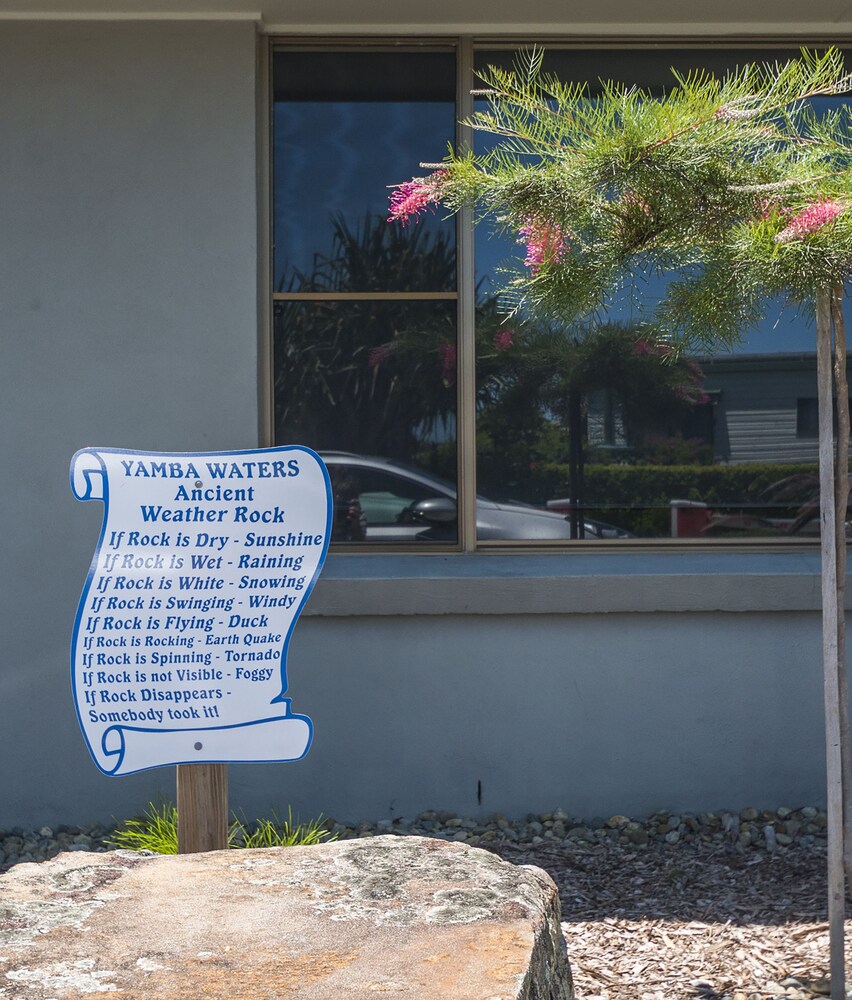 YAMBA WATERS
Ancient
Weather Rock
If Rock is Dry - Sunshine
If Rock is Wet - Raining
If Rock is White - Snowing
If Rock is Swinging - Windy
If Rock is Flying - Duck
If Rock is Rocking - Earth Quake
If Rock is Spinning - Tornado
If Rock is not Visible - Foggy
If Rock Disappears -
Somebody took it!